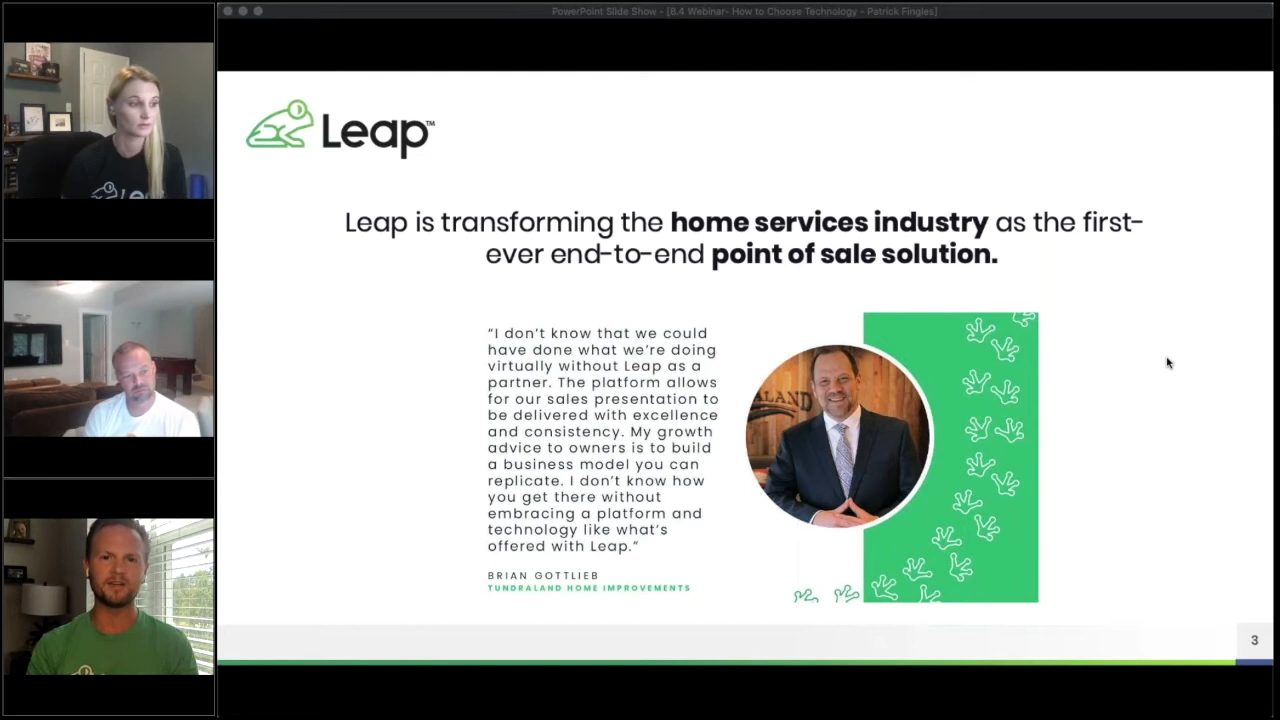 PowerPoint Slide Show - [8.4 Webinar- How to Choose Technology - Patrick Fingles]
Leap™
Leap is transforming the home services industry as the first-
ever end-to-end point of sale solution.
“I don’t know that we could
have done what we’re doing
virtually without Leap as a
partner. The platform allows
for our sales presentation to
be delivered with excellence
and consistency. My growth
advice to owners is to build
a business model you can
replicate. I don’t know how
you get there without
embracing a platform and
technology like what’s
offered with Leap.”
BRIAN GOTTLIEB
TUNDRALAND HOME IMPROVEMENTS
3